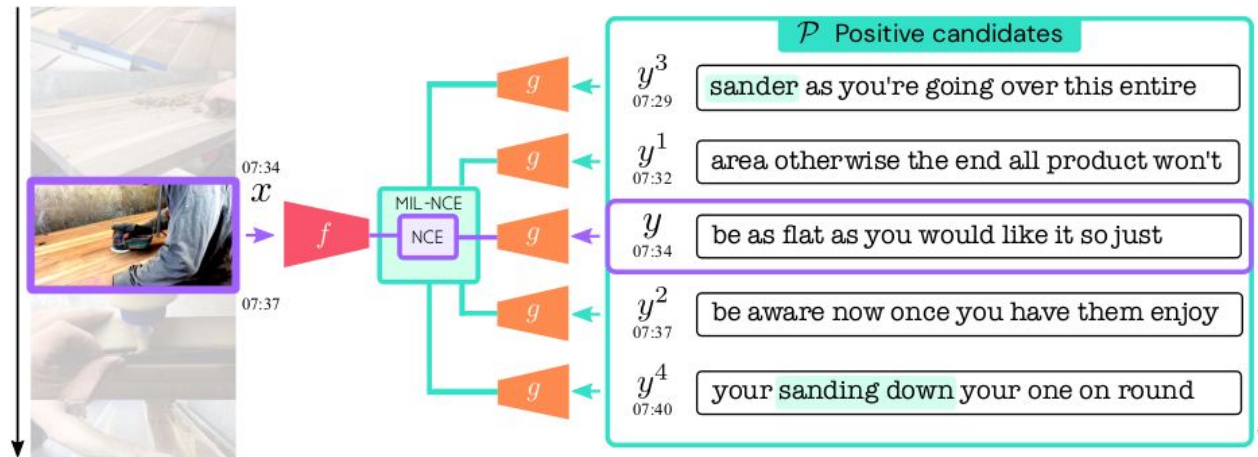 𝒫 Positive candidates
y³ 07:29 sander as you're going over this entire
g
y¹ 07:32 area otherwise the end all product won't
g
07:34
x
f
MIL-NCE
NCE
g
y 07:34 be as flat as you would like it so just
07:37
g
y² 07:37 be aware now once you have them enjoy
g
y⁴ 07:40 your sanding down your one on round